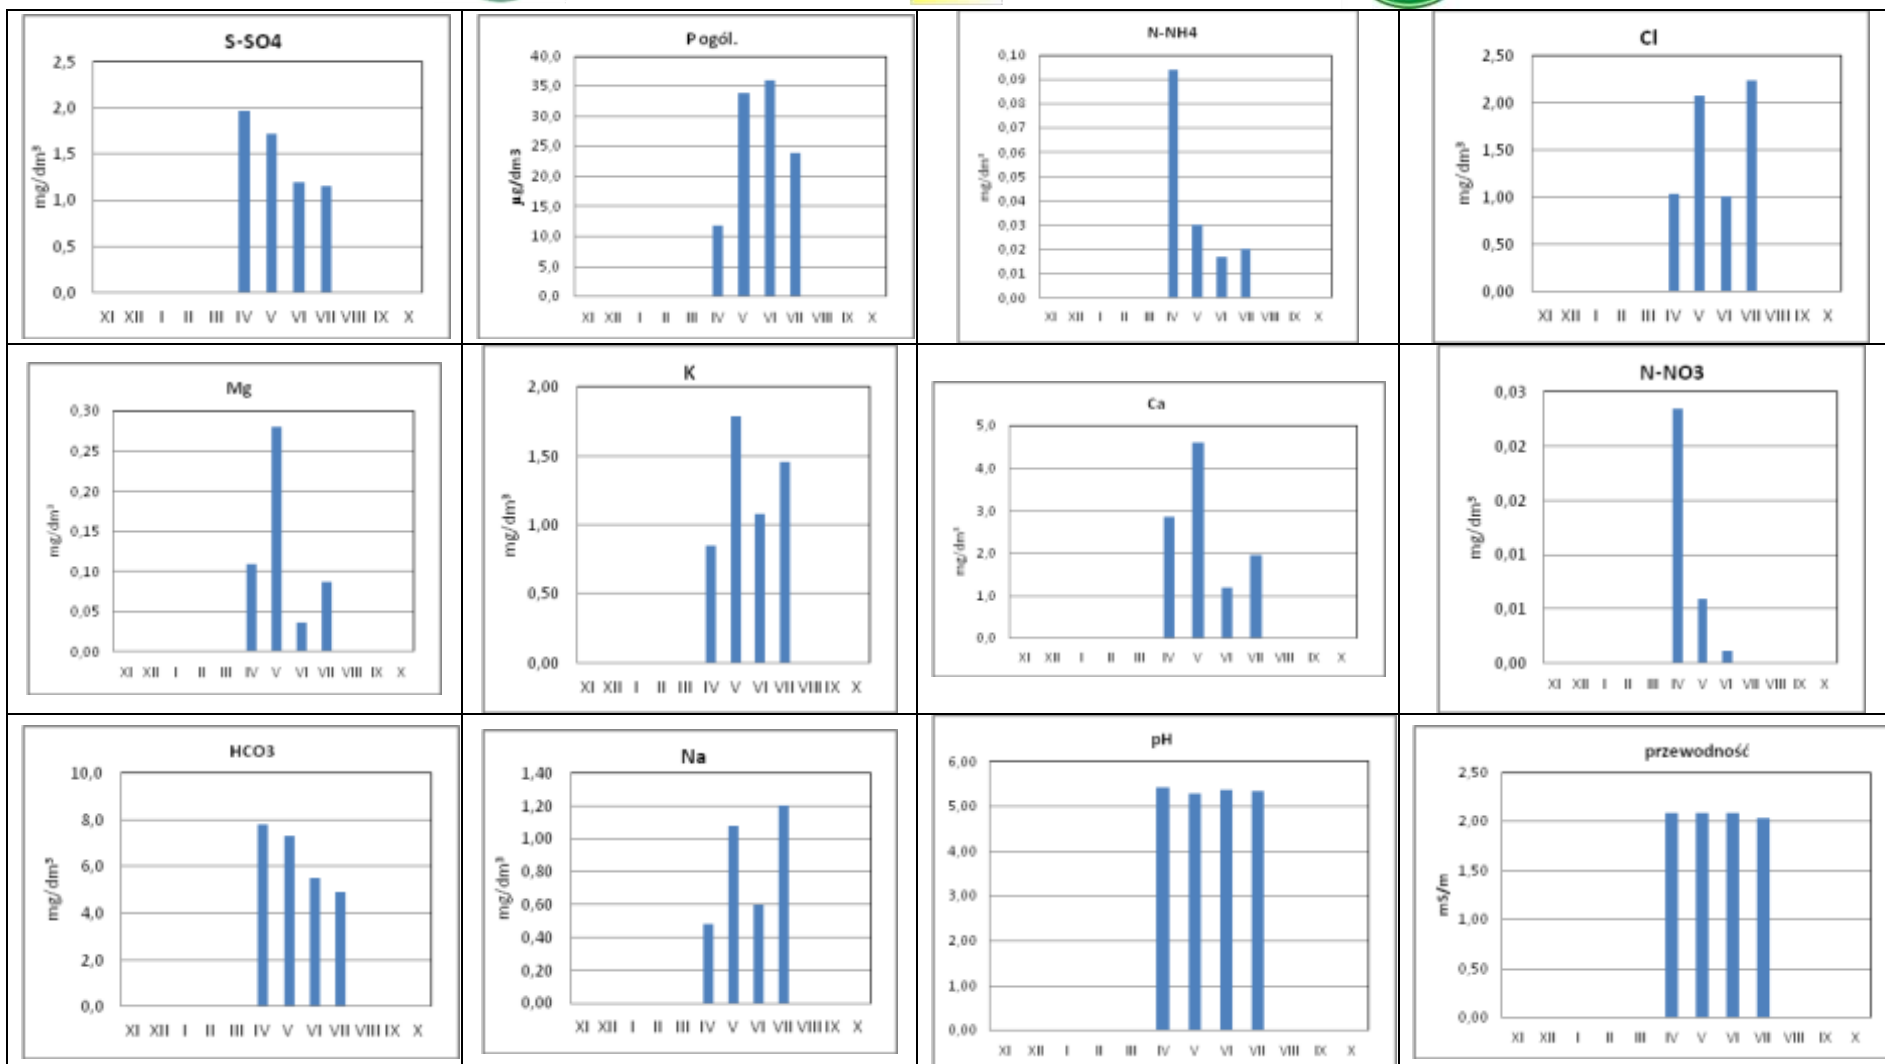 S-SO4
mg/dm³
2,5
2,0
1,5
1,0
0,5
0,0
XI XII I II III IV V VI VII VIII IX X
P ogól.
µg/dm3
40,0
35,0
30,0
25,0
20,0
15,0
10,0
5,0
0,0
XI XII I II III IV V VI VII VIII IX X
N-NH4
mg/dm³
0,10
0,09
0,08
0,07
0,06
0,05
0,04
0,03
0,02
0,01
0,00
XI XII I II III IV V VI VII VIII IX X
Cl
mg/dm³
2,50
2,00
1,50
1,00
0,50
0,00
XI XII I II III IV V VI VII VIII IX X
Mg
mg/dm³
0,30
0,25
0,20
0,15
0,10
0,05
0,00
XI XII I II III IV V VI VII VIII IX X
K
mg/dm³
2,00
1,50
1,00
0,50
0,00
XI XII I II III IV V VI VII VIII IX X
Ca
mg/dm³
5,0
4,0
3,0
2,0
1,0
0,0
XI XII I II III IV V VI VII VIII IX X
N-NO3
mg/dm³
0,03
0,02
0,02
0,01
0,01
0,00
XI XII I II III IV V VI VII VIII IX X
HCO3
mg/dm³
10,0
8,0
6,0
4,0
2,0
0,0
XI XII I II III IV V VI VII VIII IX X
Na
mg/dm³
1,40
1,20
1,00
0,80
0,60
0,40
0,20
0,00
XI XII I II III IV V VI VII VIII IX X
pH
6,00
5,00
4,00
3,00
2,00
1,00
0,00
XI XII I II III IV V VI VII VIII IX X
przewodność
mS/m
2,50
2,00
1,50
1,00
0,50
0,00
XI XII I II III IV V VI VII VIII IX X